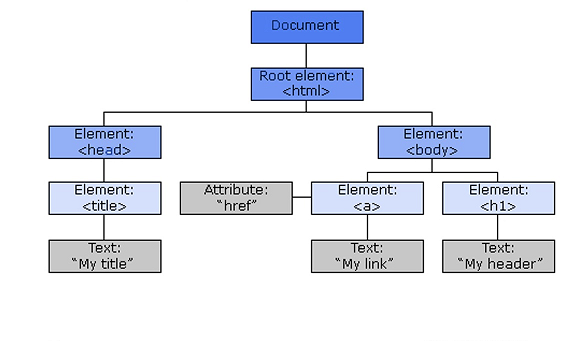 Document
Root element:
<html>
Element:
<head>
Element:
<body>
Element:
<title>
Attribute:
“href”
Element:
<a>
Element:
<h1>
Text:
“My title”
Text:
“My link”
Text:
“My header”